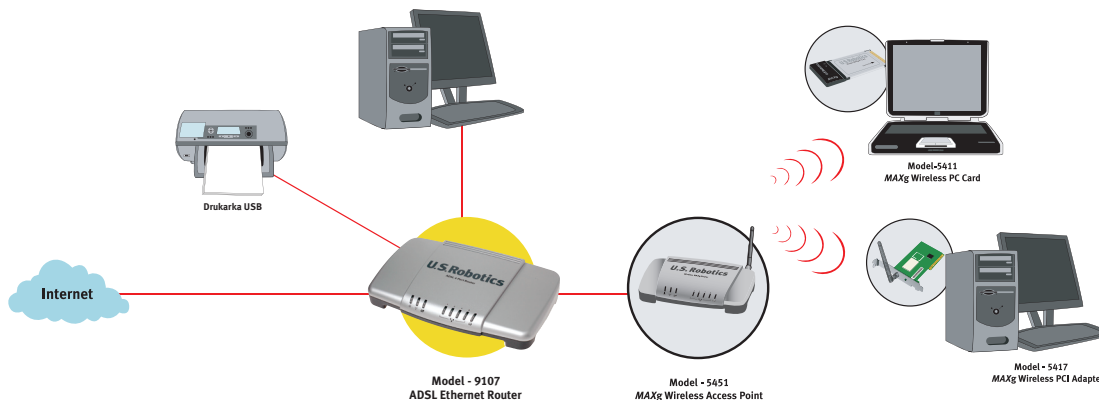 Drukarka USB
Internet
U.S.Robotics
Model - 9107
ADSL Ethernet Router
U.S.Robotics
Model - 5451
MAXg Wireless Access Point
Model-5411
MAXg Wireless PC Card
Model - 5417
MAXg Wireless PCI Adapte